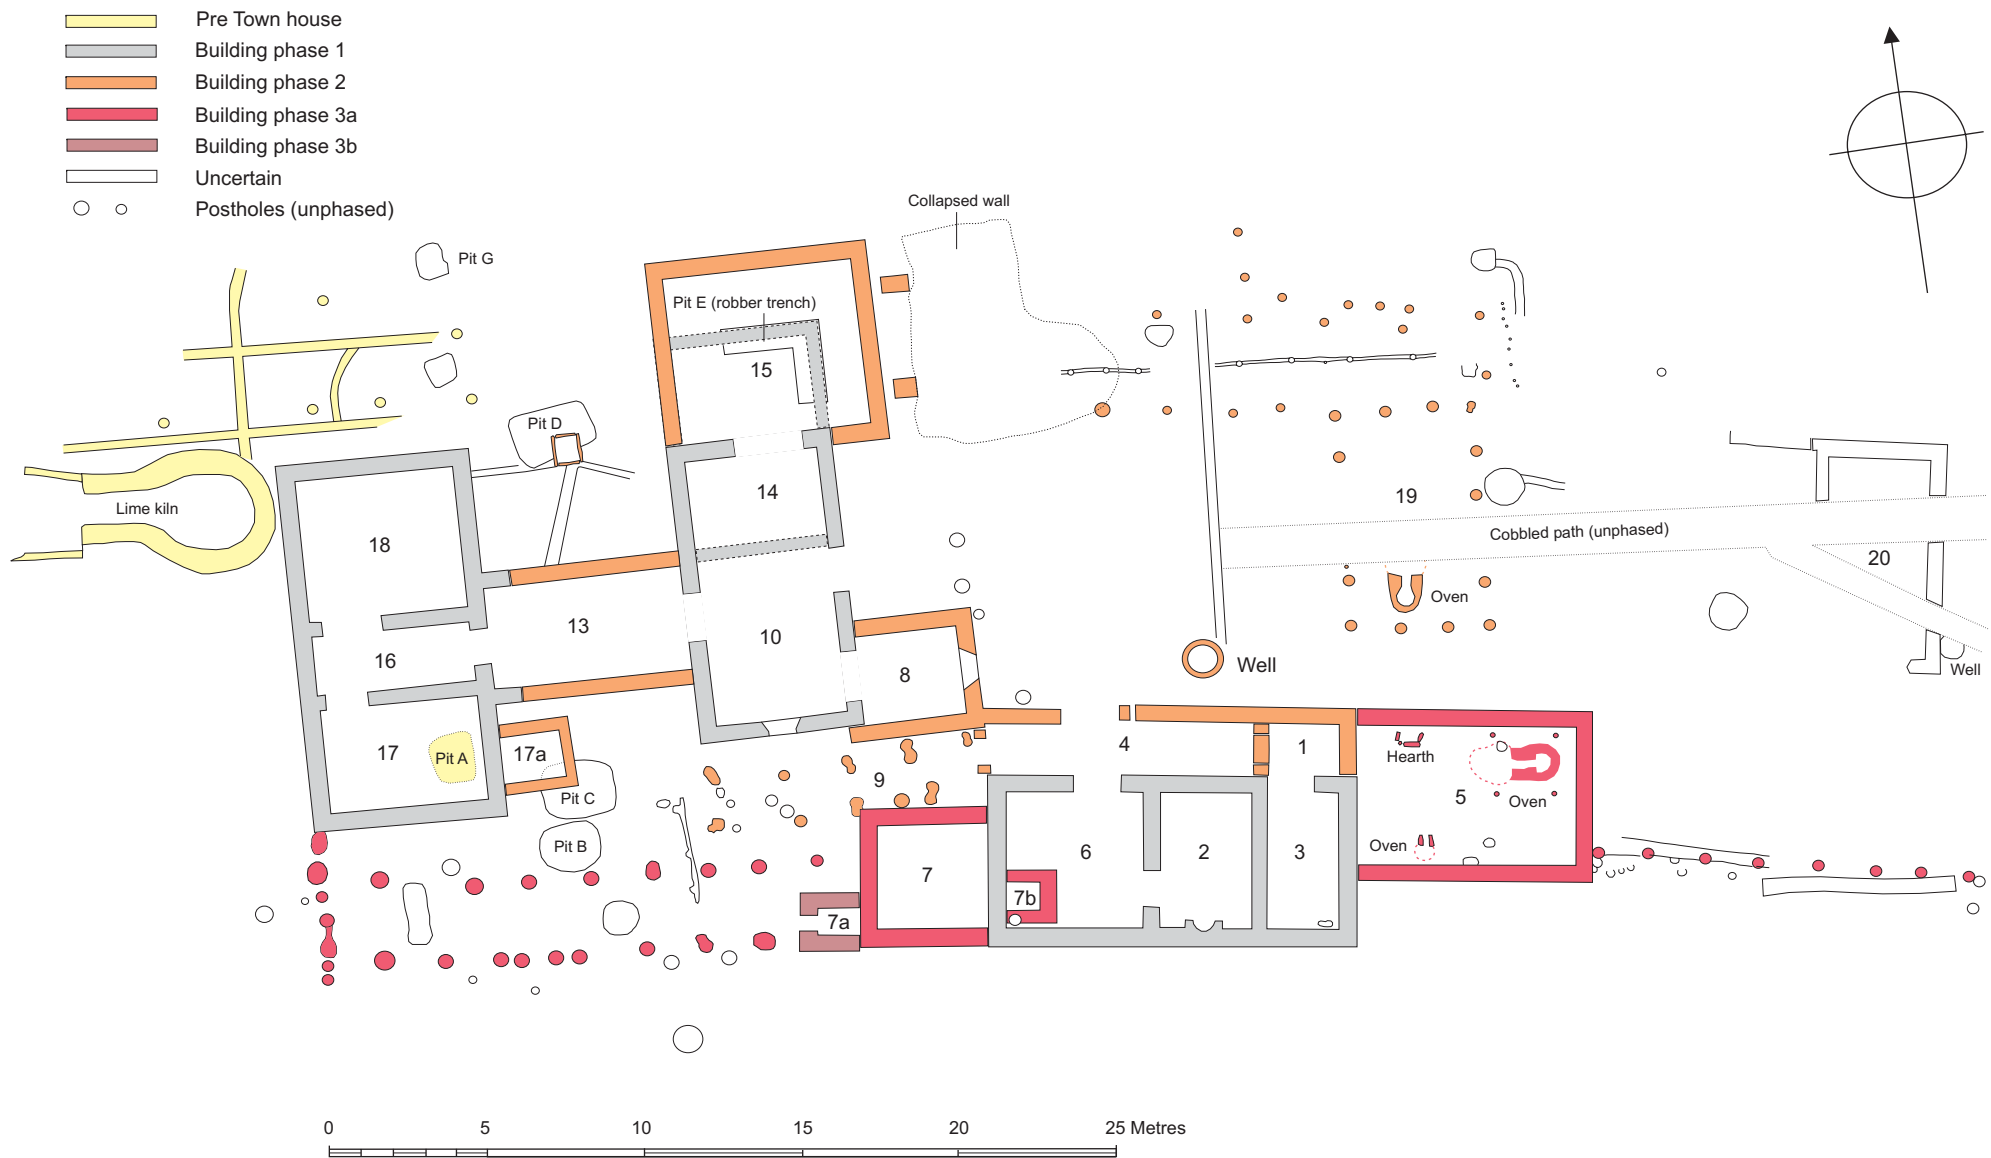 Pre Town house
Building phase 1
Building phase 2
Building phase 3a
Building phase 3b
Uncertain
Postholes (unphased)
Collapsed wall
Pit G
Pit E (robber trench)
15
Pit D
14
Lime kiln
18
19
Cobbled path (unphased)
20
Oven
13
10
16
8
Well
Well
17
Pit A
17a
4
1
Hearth
9
Pit C
5
Oven
Pit B
Oven
6
2
3
7
7b
7a
0 5 10 15 20 25 Metres